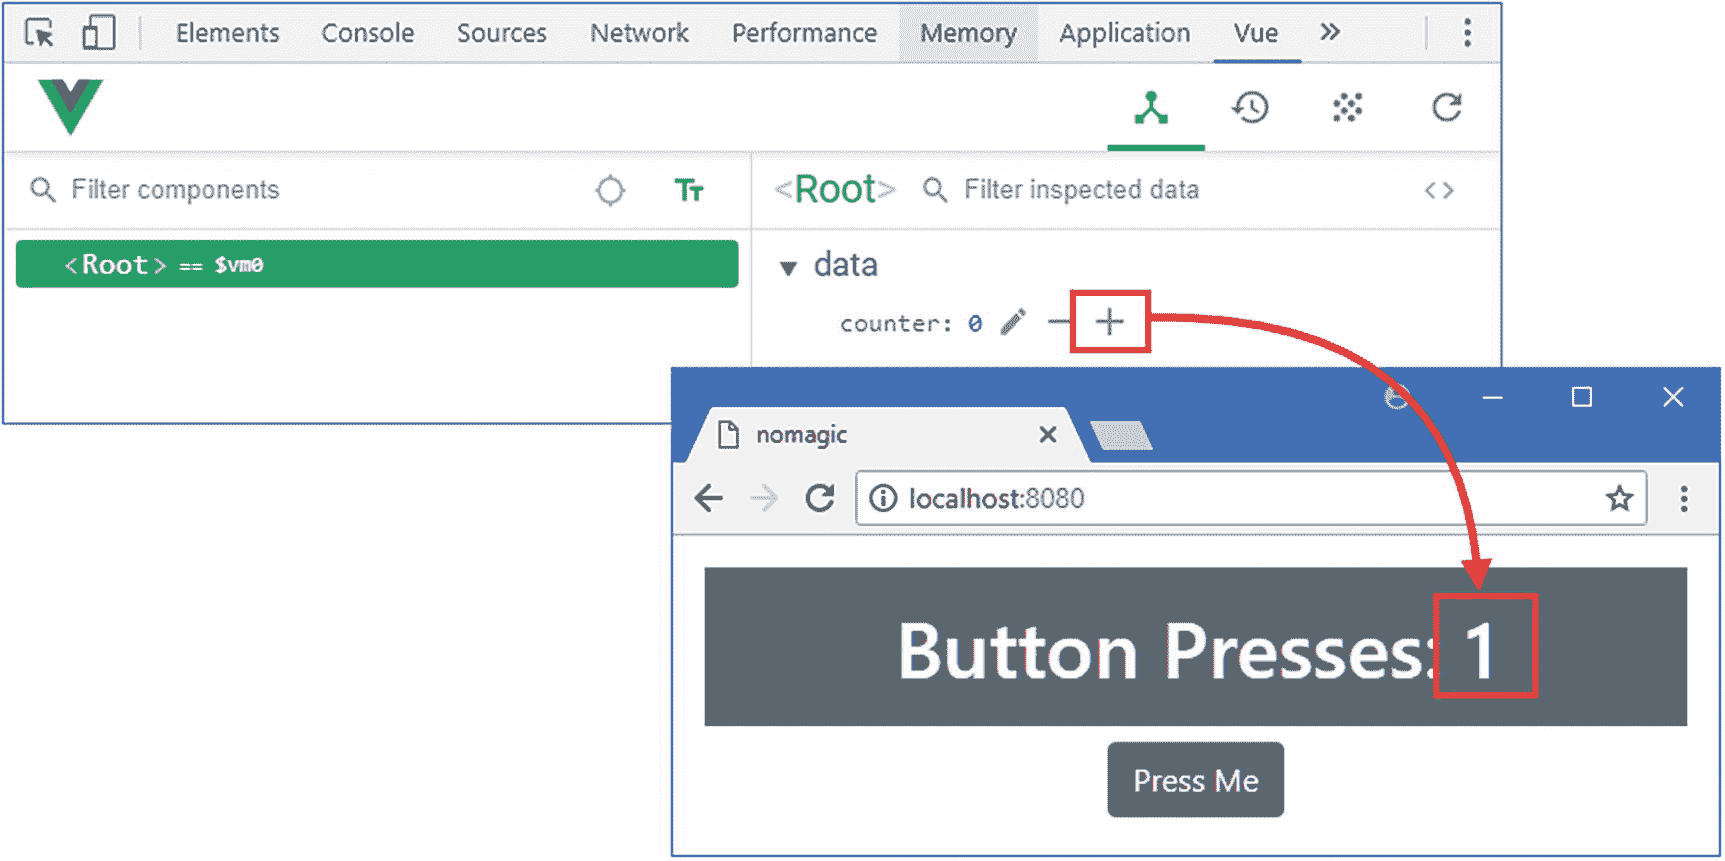 Elements Console Sources Network Performance Memory Application Vue »
Filter components
TT
<Root> Filter inspected data < >
<Root> == $vm0
data
counter: 0
nomagic
localhost:8080
Button Presses: 1
Press Me